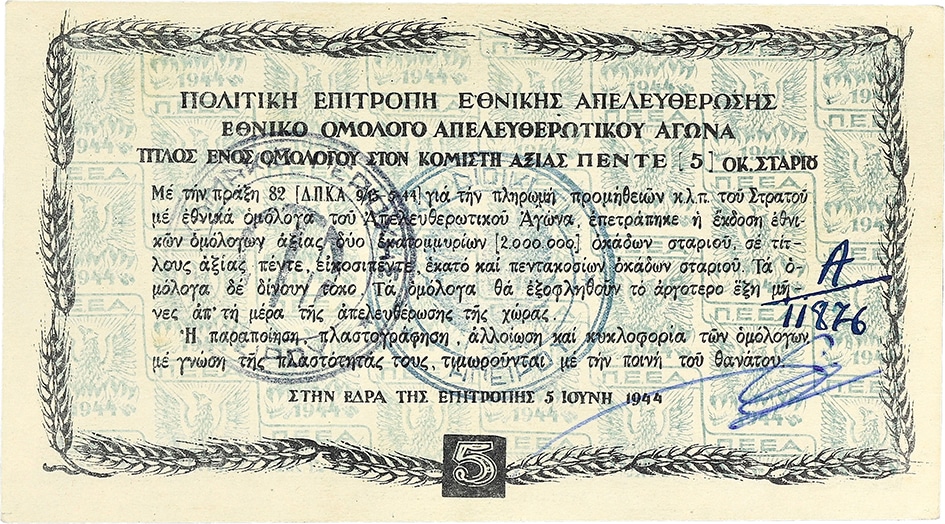 ΠΟΛΙΤΙΚΗ ΕΠΙΤΡΟΠΗ ΕΘΝΙΚΗΣ ΑΠΕΛΕΥΘΕΡΩΣΗΣ
ΕΘΝΙΚΟ ΟΜΟΛΟΓΟ ΑΠΕΛΕΥΘΕΡΩΤΙΚΟΥ ΑΓΩΝΑ
ΤΙΤΛΟΣ ΕΝΟΣ ΟΜΟΛΟΓΟΥ ΣΤΟΝ ΚΟΜΙΣΤΗ ΑΞΙΑΣ ΠΕΝΤΕ [5] ΟΚ. ΣΤΑΡΙΟΥ
Μέ τήν πράξη 82 [Δ.Π.Κ.Α. 9/15-5-44] γιά τήν πληρωμή προμηθειῶν κ.λ.π. τοῦ Στρατοῦ
μέ ἐθνικά ὁμόλογα τοῦ Ἀπελευθερωτικοῦ Ἀγώνα, ἐπετράπηκε ἡ ἔκδοση ἐθνι-
κῶν ὁμόλογων ἀξίας δύο ἑκατομμυρίων [2.000.000] ὀκάδων σταριοῦ, σέ τίτ-
λους ἀξίας πέντε, εἰκοσιπέντε, ἑκατό καί πεντακοσίων ὀκάδων σταριοῦ. Τά ὁ-
μόλογα δέ δίνουν τόκο. Τά ὁμόλογα θά ἐξοφληθοῦν τό ἀργότερο ἕξη μῆ-
νες ἀπ' τή μέρα τῆς ἀπελευθέρωσης τῆς χώρας.
Ἡ παραποίηση, πλαστογράφηση, ἀλλοίωση καί κυκλοφορία τῶν ὁμόλογων,
μέ γνώση τῆς πλαστότητάς τους, τιμωροῦνται μέ τήν ποινή τοῦ θανάτου.
ΣΤΗΝ ΕΔΡΑ ΤΗΣ ΕΠΙΤΡΟΠΗΣ 5 ΙΟΥΝΗ 1944
Α
11876
5